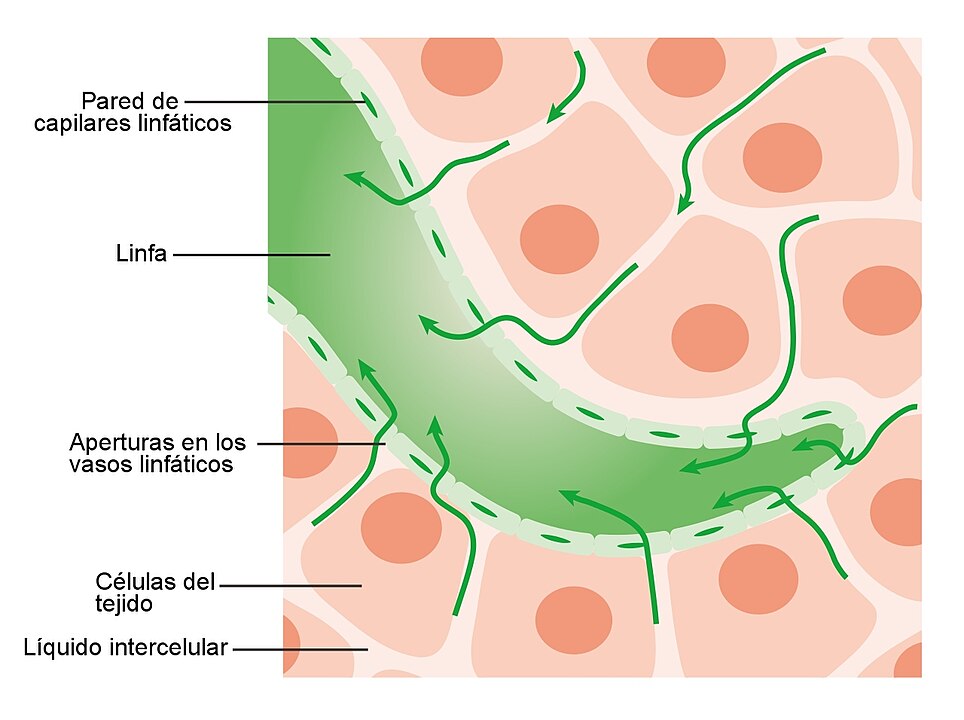 Pared de
capilares linfáticos
Linfa
Aperturas en los
vasos linfáticos
Células del
tejido
Líquido intercelular